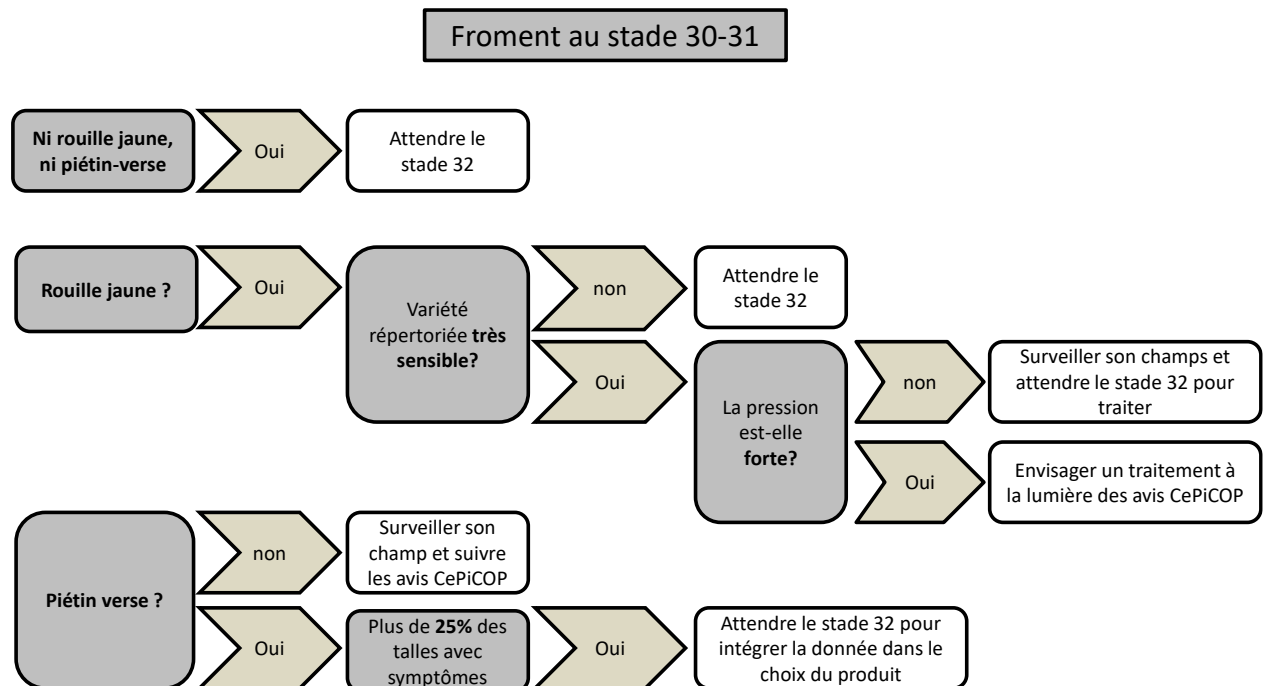 Froment au stade 30-31
Ni rouille jaune,
ni piétin-verse
Oui
Attendre le
stade 32
Rouille jaune ?
Oui
Variété
répertoriée très
sensible?
non
Attendre le
stade 32
Oui
La pression
est-elle
forte?
non
Surveiller son champs et
attendre le stade 32 pour
traiter
Oui
Envisager un traitement à
la lumière des avis CePiCOP
Piétin verse ?
non
Surveiller son
champ et suivre
les avis CePiCOP
Oui
Plus de 25% des
talles avec
symptômes
Oui
Attendre le stade 32 pour
intégrer la donnée dans le
choix du produit